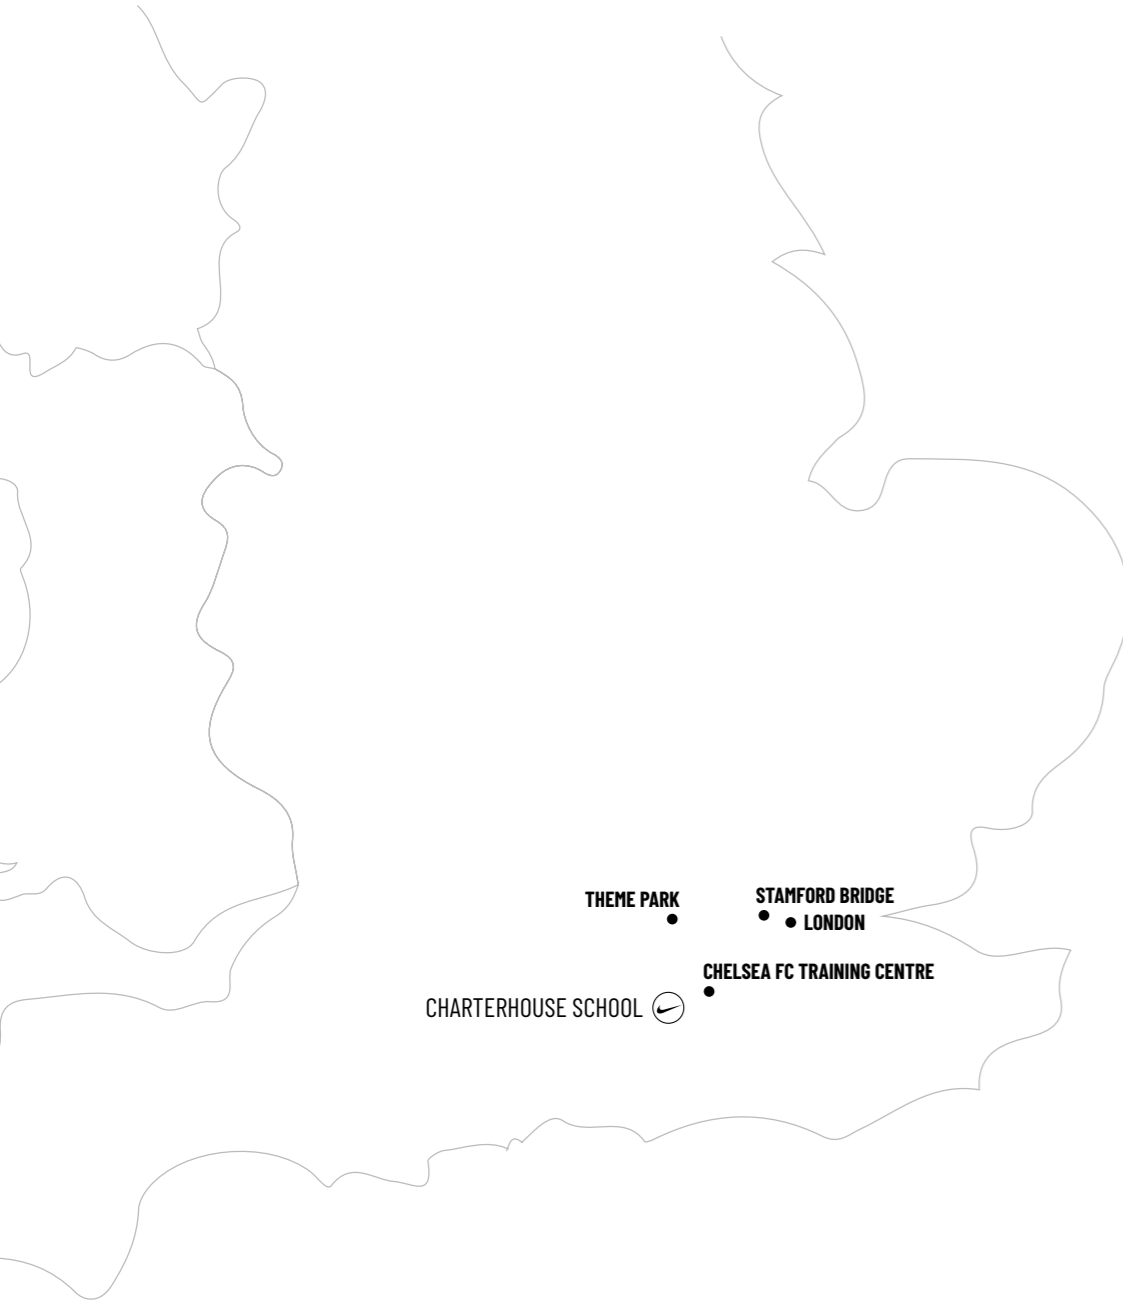 THEME PARK
STAMFORD BRIDGE
LONDON
CHELSEA FC TRAINING CENTRE
CHARTERHOUSE SCHOOL